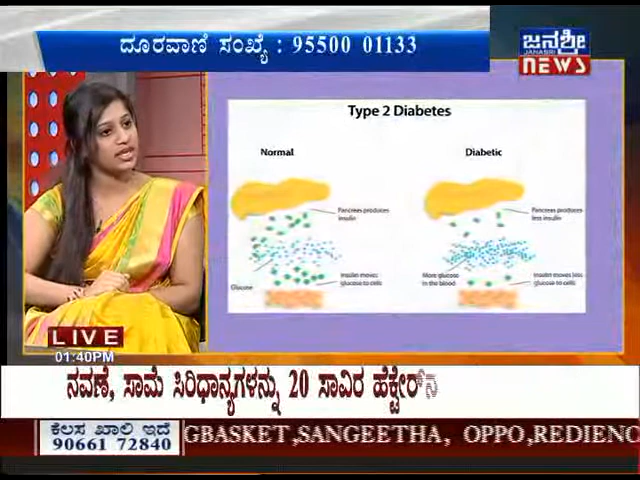 ದೂರವಾಣಿ ಸಂಖ್ಯೆ : 95500 01133
ಜನಶ್ರೀ
JANASRI
NEWS
Type 2 Diabetes
Normal
Diabetic
Pancreas produces
insulin
Pancreas produces
less insulin
Glucose
Insulin moves
glucose to cells
More glucose
in the blood
Insulin moves less
glucose to cells
LIVE
01:40PM
ನವಣೆ, ಸಾಮೆ ಸಿರಿಧಾನ್ಯಗಳನ್ನು 20 ಸಾವಿರ ಹೆಕ್ಟೇರ್‌ನ
ಕೆಲಸ ಖಾಲಿ ಇದೆ
90661 72840
GBASKET,SANGEETHA, OPPO,REDIENC